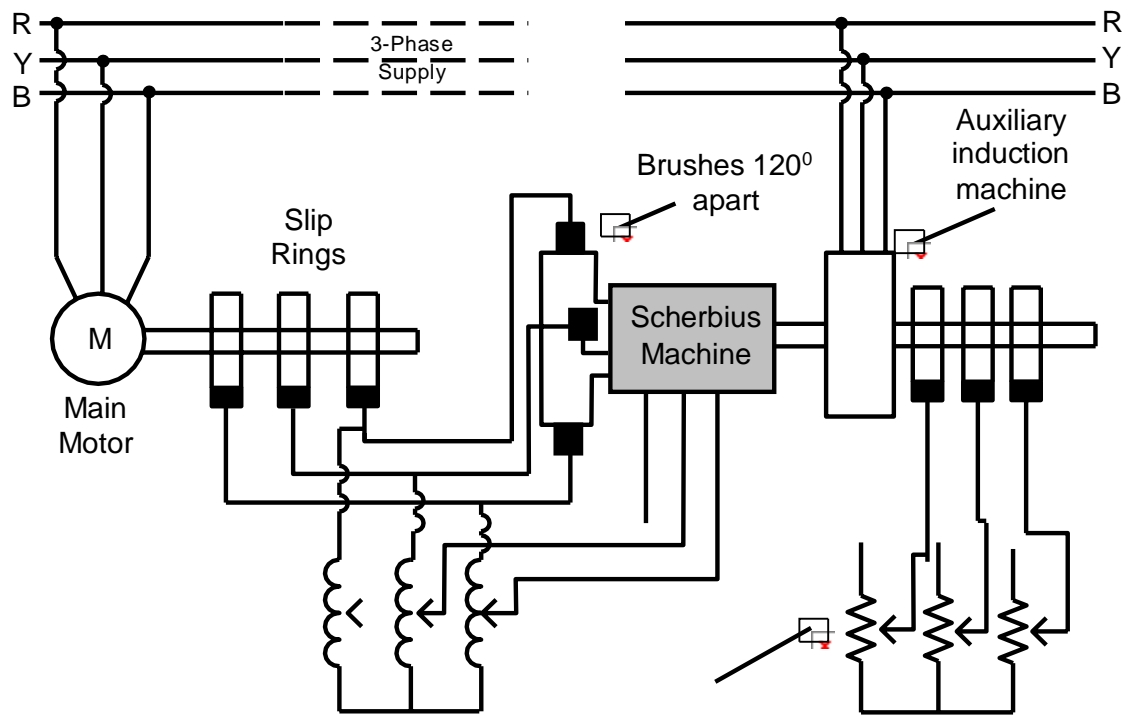 R
Y
B
3-Phase
Supply
R
Y
B
Auxiliary
induction
machine
Brushes 120⁰
apart
Slip
Rings
M
Main
Motor
Scherbius
Machine